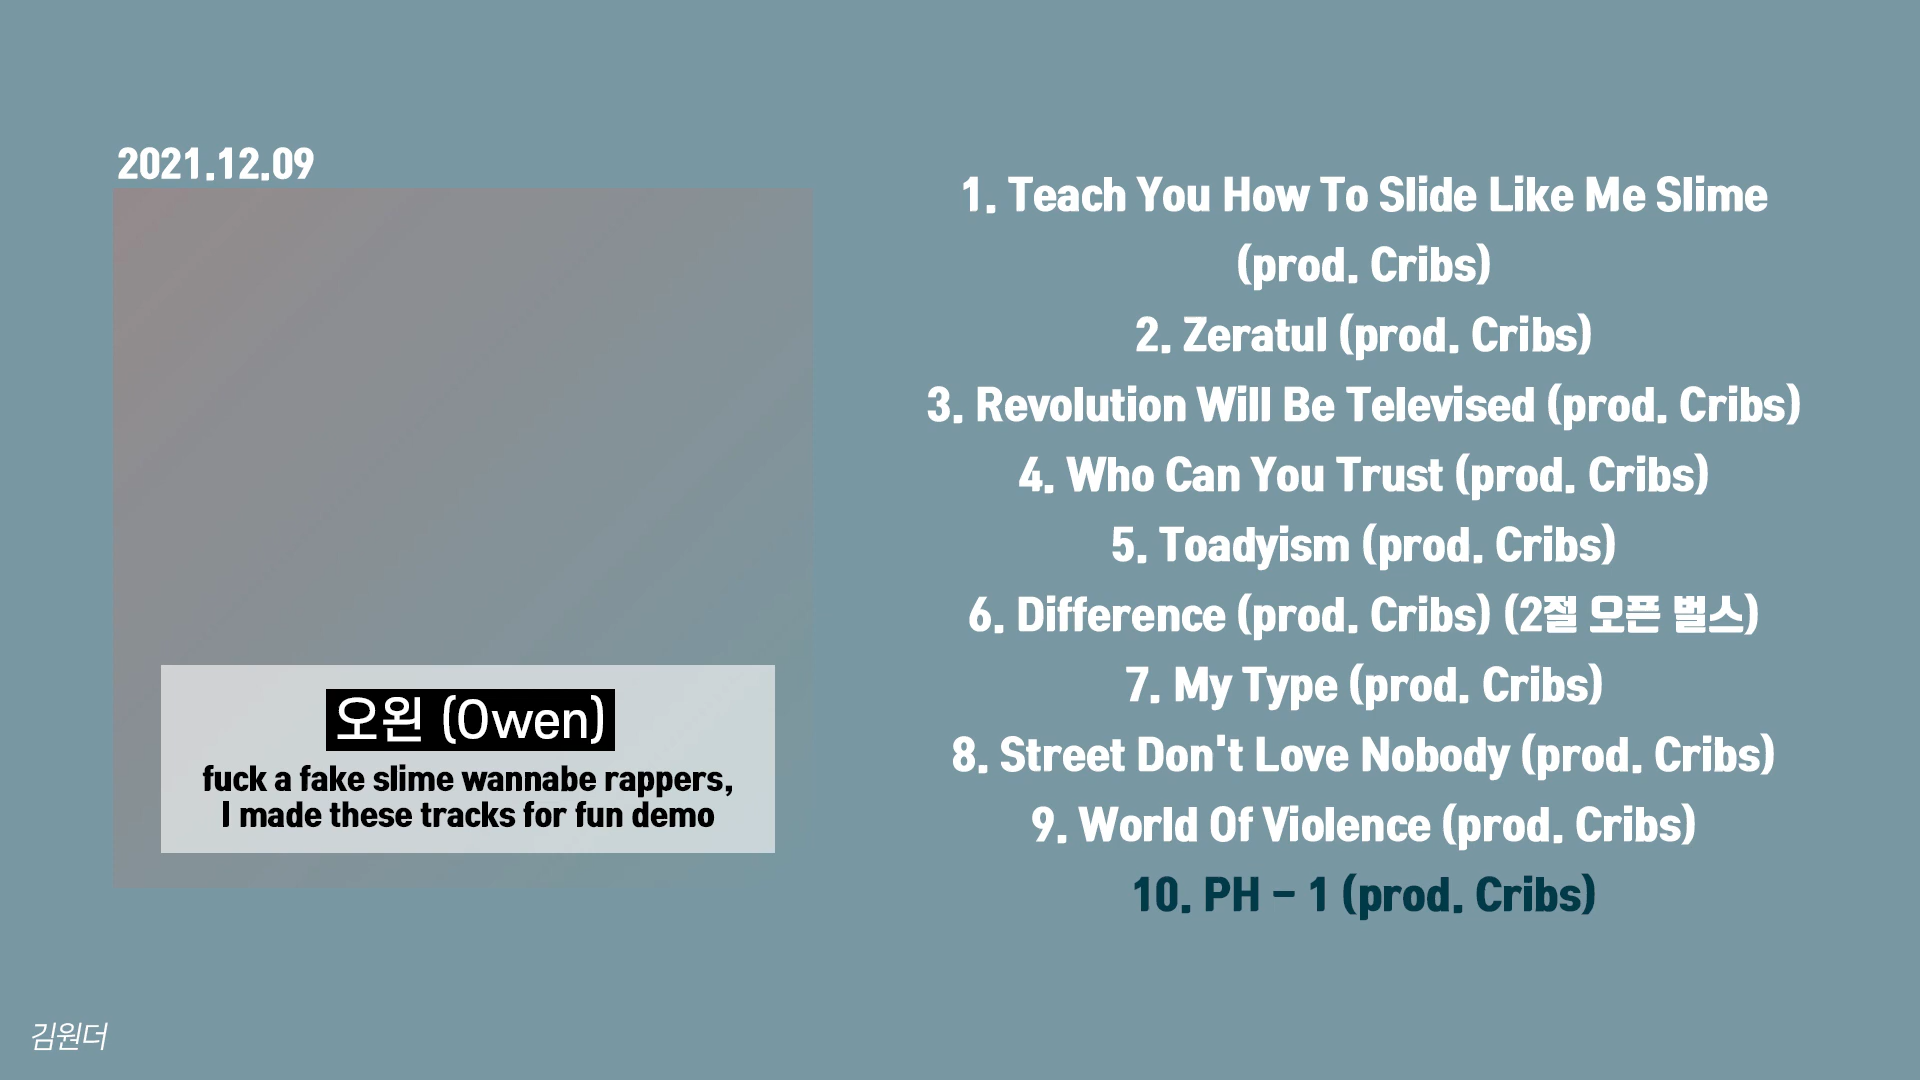 2021.12.09
오왼 (Owen)
fuck a fake slime wannabe rappers,
I made these tracks for fun demo
1. Teach You How To Slide Like Me Slime
(prod. Cribs)
2. Zeratul (prod. Cribs)
3. Revolution Will Be Televised (prod. Cribs)
4. Who Can You Trust (prod. Cribs)
5. Toadyism (prod. Cribs)
6. Difference (prod. Cribs) (2절 오픈 벌스)
7. My Type (prod. Cribs)
8. Street Don't Love Nobody (prod. Cribs)
9. World Of Violence (prod. Cribs)
10. PH - 1 (prod. Cribs)
김원더